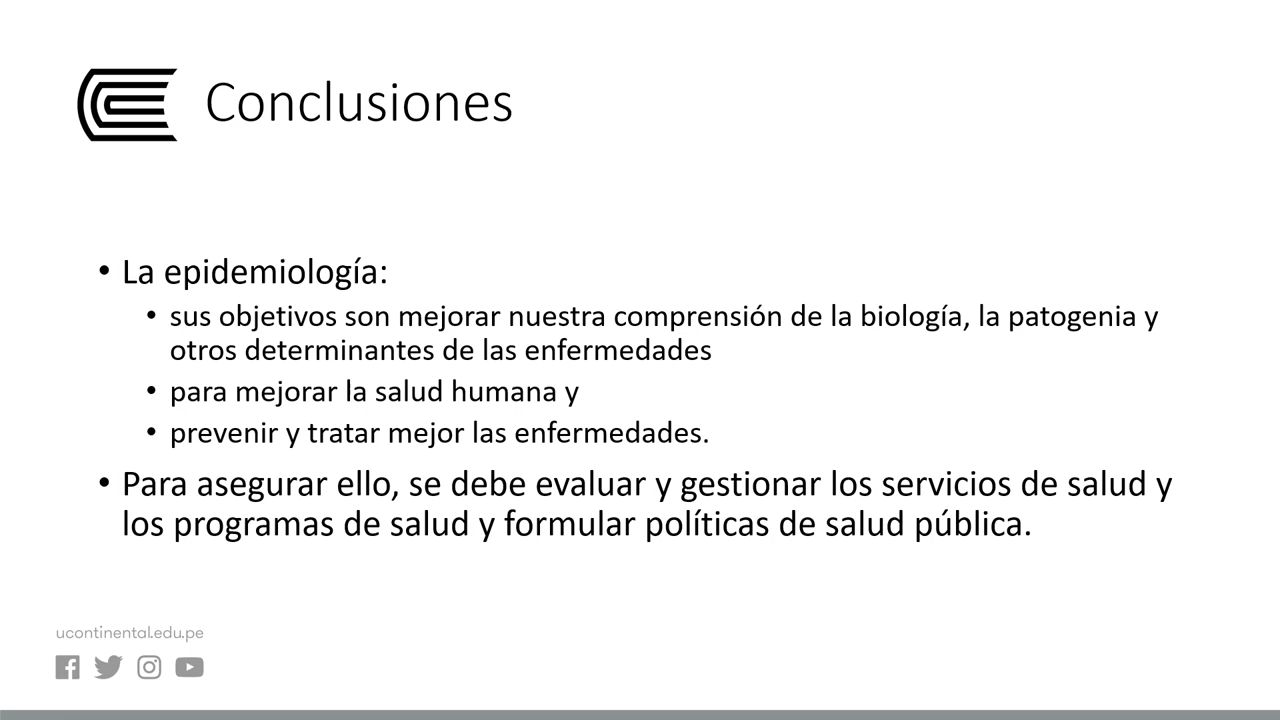 Conclusiones
• La epidemiología:
• sus objetivos son mejorar nuestra comprensión de la biología, la patogenia y
otros determinantes de las enfermedades
• para mejorar la salud humana y
• prevenir y tratar mejor las enfermedades.
• Para asegurar ello, se debe evaluar y gestionar los servicios de salud y
los programas de salud y formular políticas de salud pública.
ucontinental.edu.pe